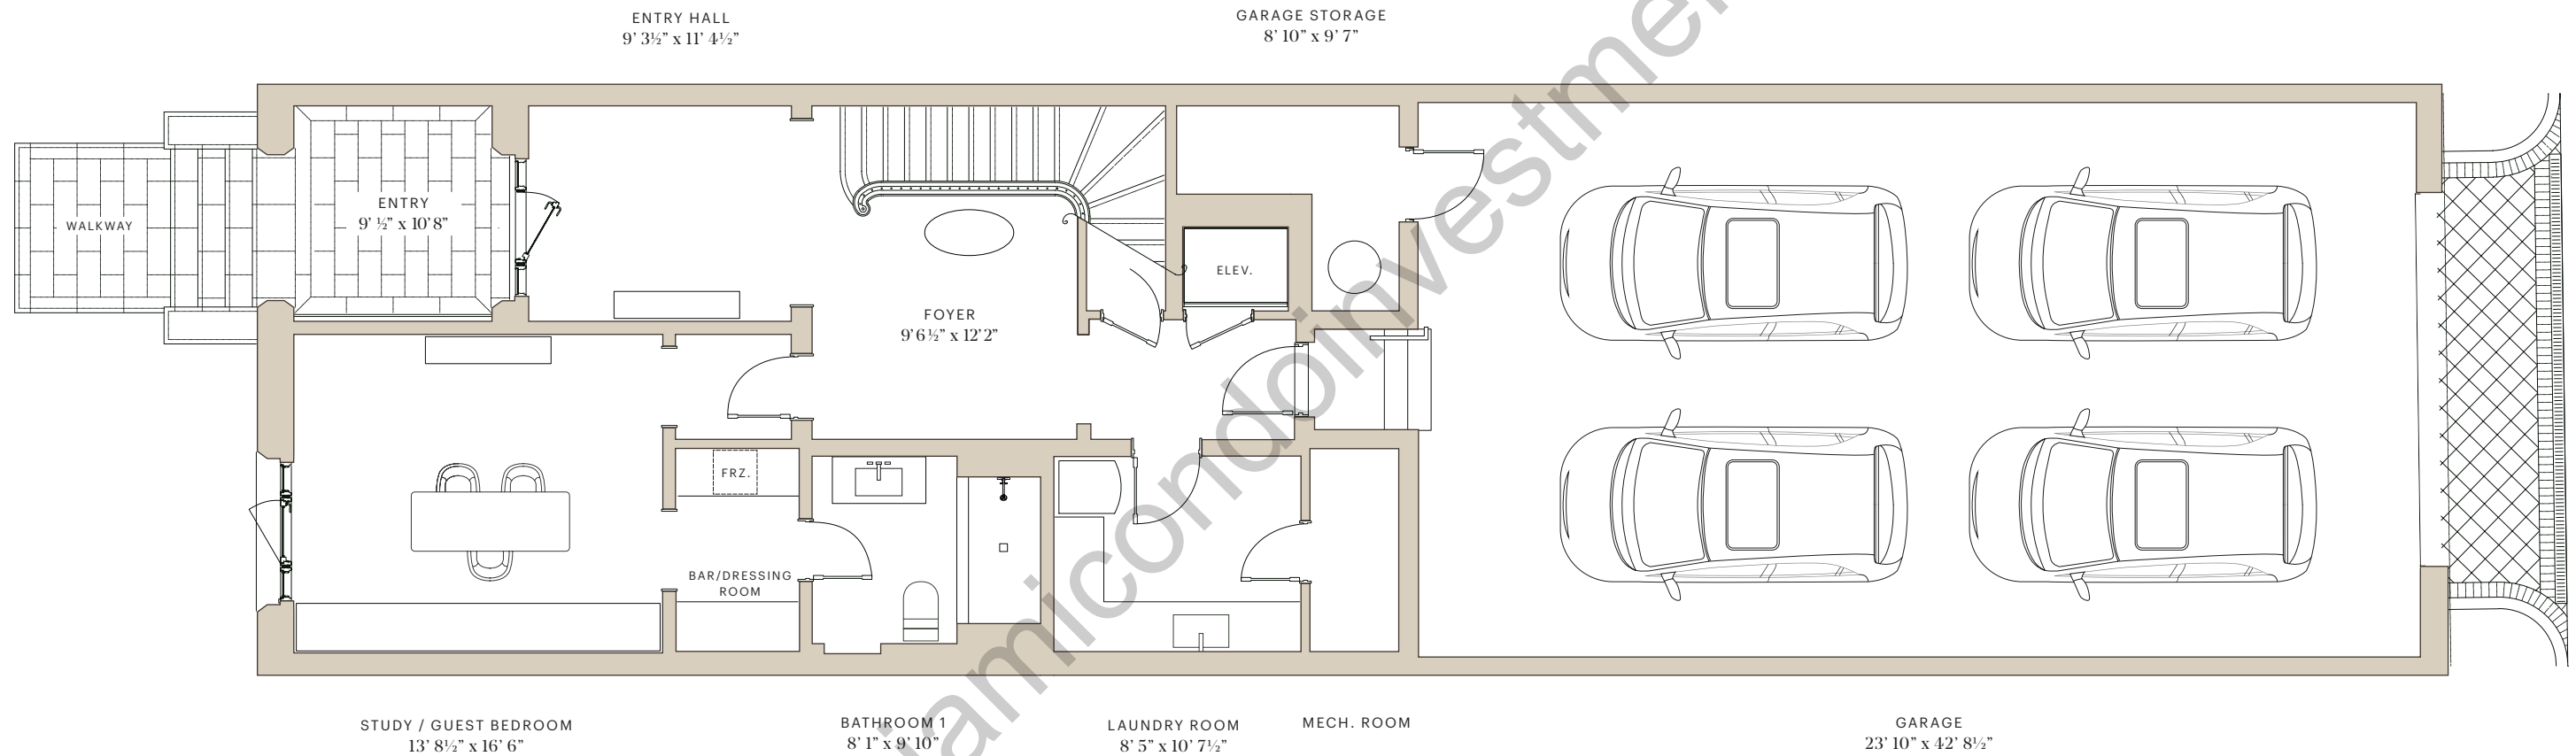 ENTRY HALL
9' 3½" x 11' 4½"
GARAGE STORAGE
8' 10" x 9' 7"
WALKWAY
ENTRY
9' ½" x 10' 8"
ELEV.
FOYER
9' 6½" x 12' 2"
FRZ.
BAR/DRESSING
ROOM
STUDY / GUEST BEDROOM
13' 8½" x 16' 6"
BATHROOM 1
8' 1" x 9' 10"
LAUNDRY ROOM
8' 5" x 10' 7½"
MECH. ROOM
GARAGE
23' 10" x 42' 8½"
iamicondoinvestme